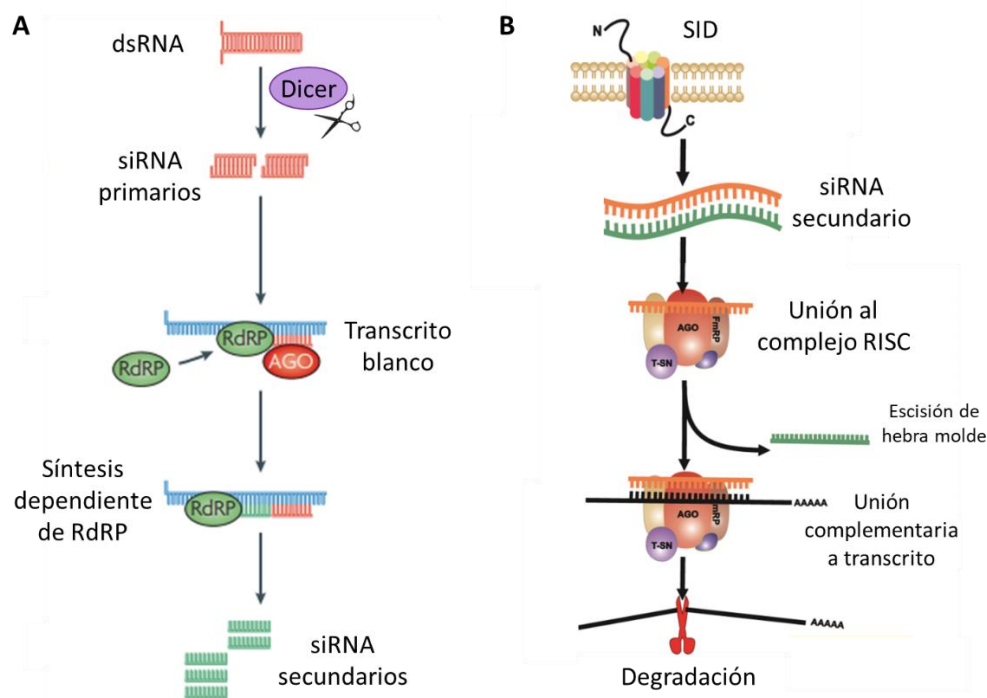 A
dsRNA
Dicer
siRNA
primarios
RdRP
RdRP
AGO
Transcrito
blanco
Síntesis
dependiente
de RdRP
RdRP
siRNA
secundarios
B
N
SID
C
siRNA
secundario
AGO
FmRP
T-SN
Unión al
complejo RISC
Escisión de
hebra molde
AAAAA
AGO
mRP
T-SN
Unión
complementaria
a transcrito
AAAAA
Degradación